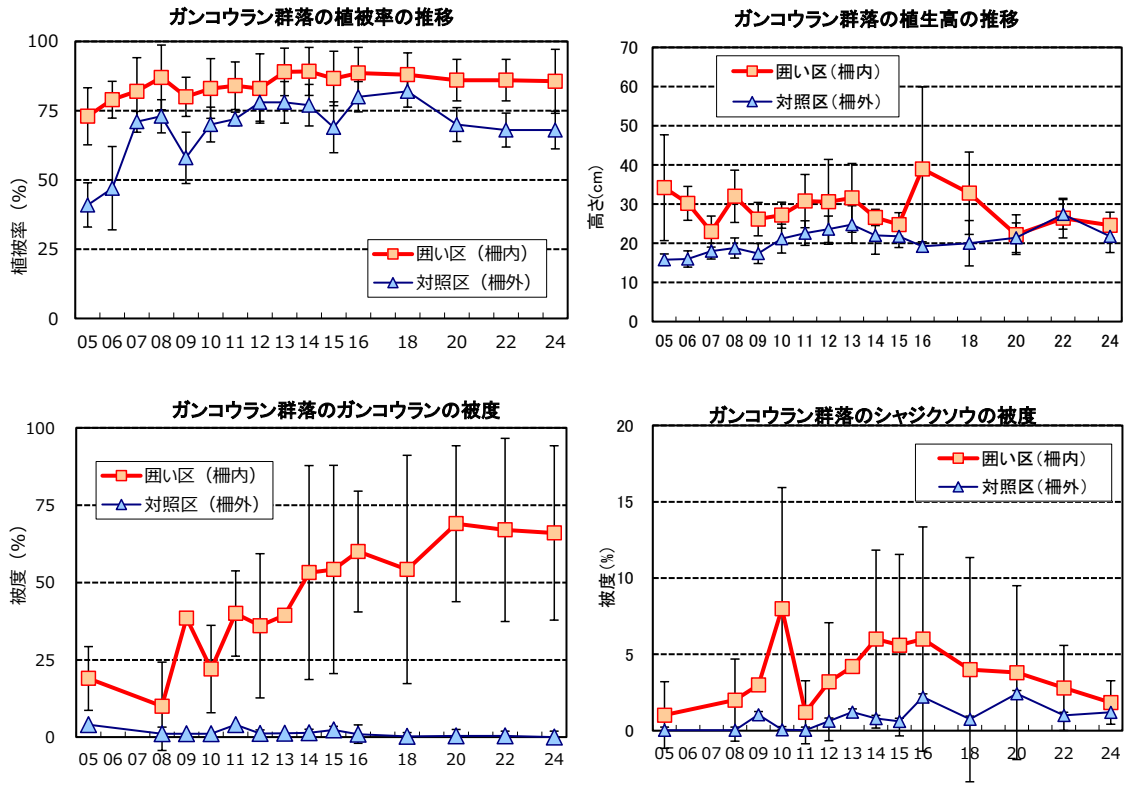 ガンコウラン群落の植被率の推移
100
75
50
25
0
植被率（%）
囲い区（柵内）
対照区（柵外）
05 06 07 08 09 10 11 12 13 14 15 16 18 20 22 24
ガンコウラン群落の植生高の推移
70
60
50
40
30
20
10
0
高さ(cm)
囲い区（柵内）
対照区（柵外）
05 06 07 08 09 10 11 12 13 14 15 16 18 20 22 24
ガンコウラン群落のガンコウランの被度
100
75
50
25
0
被度（%）
囲い区（柵内）
対照区（柵外）
05 06 07 08 09 10 11 12 13 14 15 16 18 20 22 24
ガンコウラン群落のシャジクソウの被度
20
15
10
5
0
被度(%)
囲い区（柵内）
対照区（柵外）
05 06 07 08 09 10 11 12 13 14 15 16 18 20 22 24